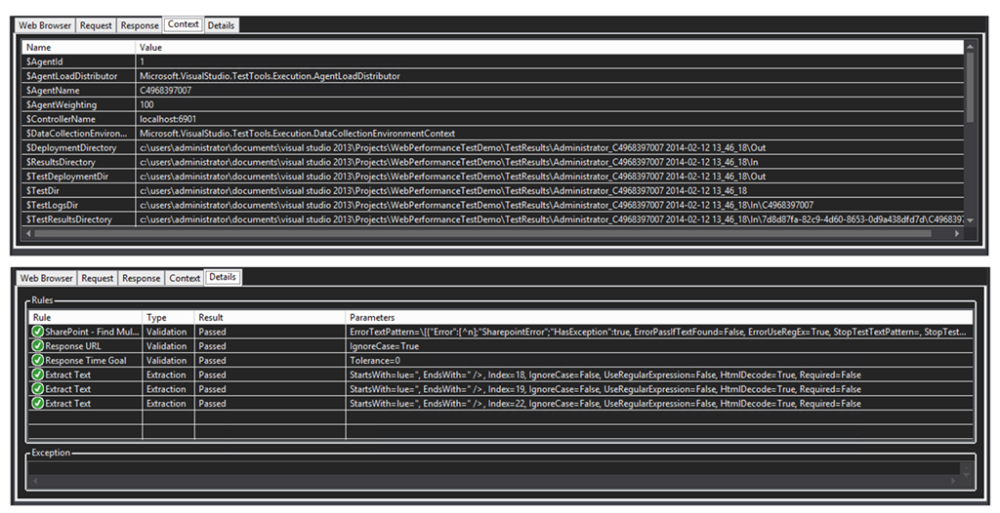 Web Browser Request Response Context Details
Name Value
$AgentId 1
$AgentLoadDistributor Microsoft.VisualStudio.TestTools.Execution.AgentLoadDistributor
$AgentName C4968397007
$AgentWeighting 100
$ControllerName localhost:6901
$DataCollectionEnviron... Microsoft.VisualStudio.TestTools.Execution.DataCollectionEnvironmentContext
$DeploymentDirectory c:\users\administrator\documents\visual studio 2013\Projects\WebPerformanceTestDemo\TestResults\Administrator_C4968397007 2014-02-12 13_46_18\Out
$ResultsDirectory c:\users\administrator\documents\visual studio 2013\Projects\WebPerformanceTestDemo\TestResults\Administrator_C4968397007 2014-02-12 13_46_18\In
$TestDeploymentDir c:\users\administrator\documents\visual studio 2013\Projects\WebPerformanceTestDemo\TestResults\Administrator_C4968397007 2014-02-12 13_46_18\Out
$TestDir c:\users\administrator\documents\visual studio 2013\Projects\WebPerformanceTestDemo\TestResults\Administrator_C4968397007 2014-02-12 13_46_18
$TestLogsDir c:\users\administrator\documents\visual studio 2013\Projects\WebPerformanceTestDemo\TestResults\Administrator_C4968397007 2014-02-12 13_46_18\In\C4968397007
$TestResultsDirectory c:\users\administrator\documents\visual studio 2013\Projects\WebPerformanceTestDemo\TestResults\Administrator_C4968397007 2014-02-12 13_46_18\In\7d8d87fa-82c9-4d60-8653-0d9a438dfd7d\C496839
Web Browser Request Response Context Details
Rules
Rule Type Result Parameters
SharePoint - Find Mul... Validation Passed ErrorTextPattern=\[("Error":[^n];"SharepointError";"HasException":true, ErrorPassIfTextFound=False, ErrorUseRegEx=True, StopTestTextPattern=, StopTest...
Response URL Validation Passed IgnoreCase=True
Response Time Goal Validation Passed Tolerance=0
Extract Text Extraction Passed StartsWith=lue=", EndsWith=" />, Index=18, IgnoreCase=False, UseRegularExpression=False, HtmlDecode=True, Required=False
Extract Text Extraction Passed StartsWith=lue=", EndsWith=" />, Index=19, IgnoreCase=False, UseRegularExpression=False, HtmlDecode=True, Required=False
Extract Text Extraction Passed StartsWith=lue=", EndsWith=" />, Index=22, IgnoreCase=False, UseRegularExpression=False, HtmlDecode=True, Required=False
Exception